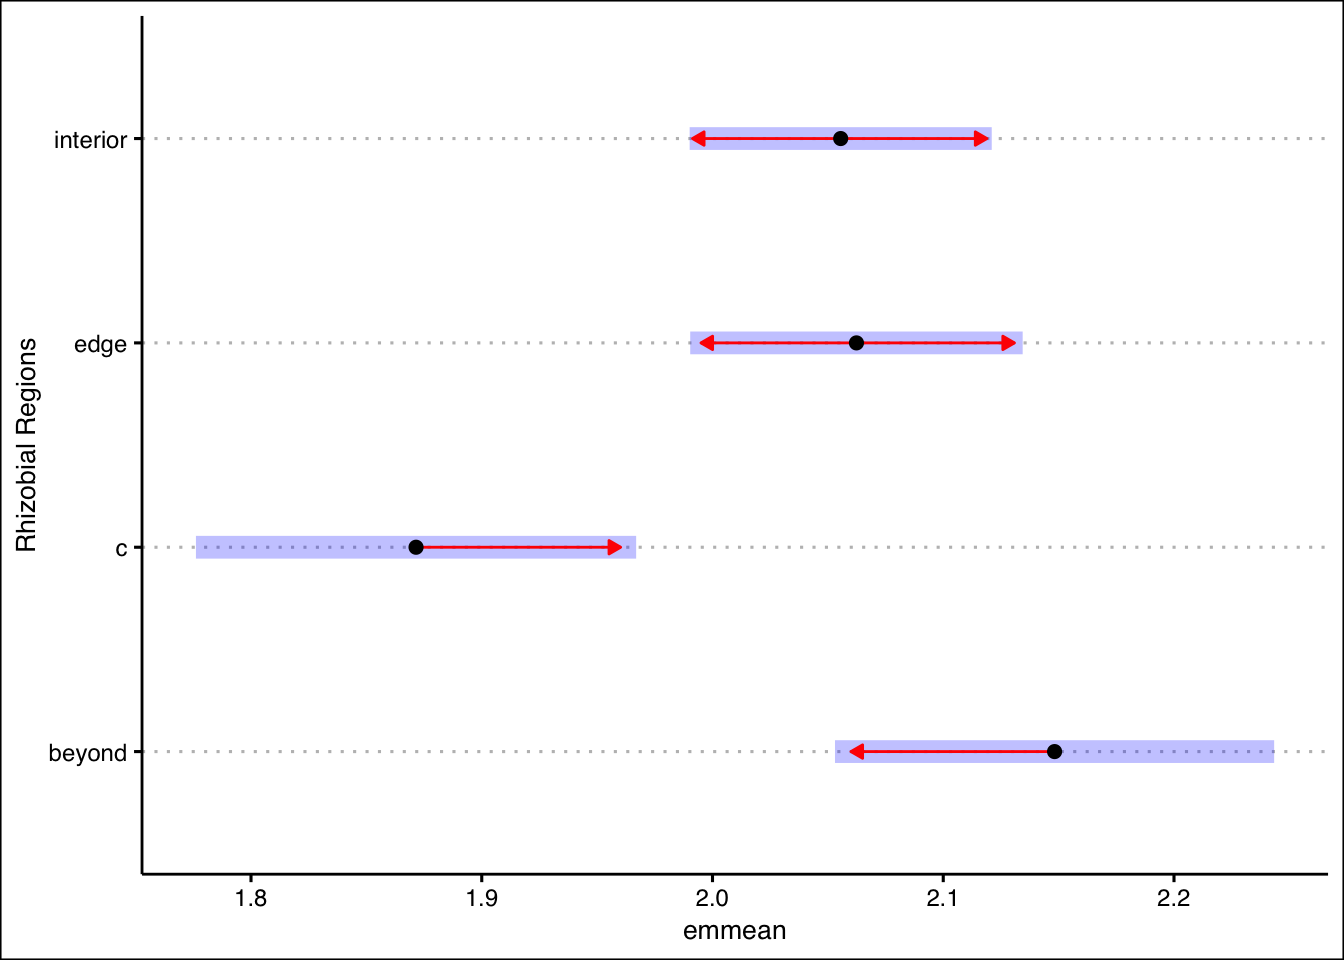 Rhizobial Regions
interior
edge
c
beyond
1.8 1.9 2.0 2.1 2.2
emmean